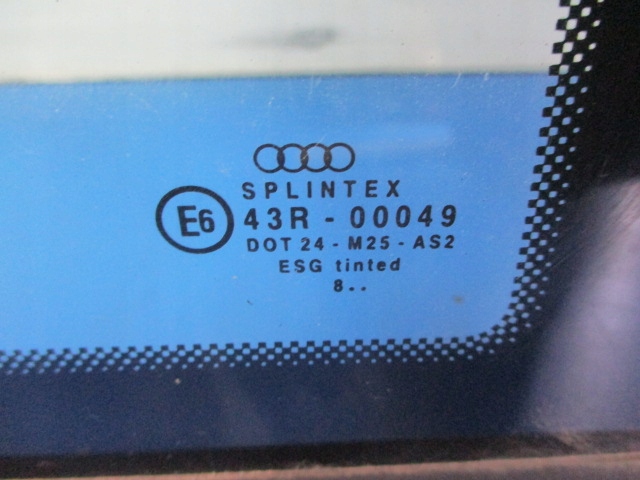 SPLINTEX
E6 43R - 00049
DOT 24 - M25 - AS2
ESG tinted
8..